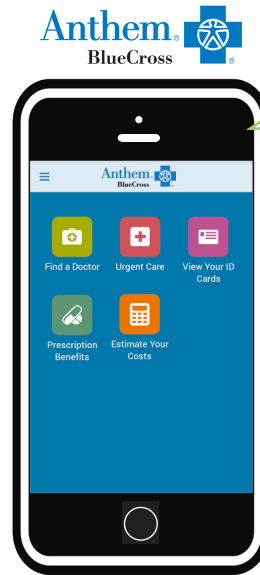 Anthem®
BlueCross ®
Anthem®
BlueCross ®
Find a Doctor
Urgent Care
View Your ID
Cards
Prescription
Benefits
Estimate Your
Costs